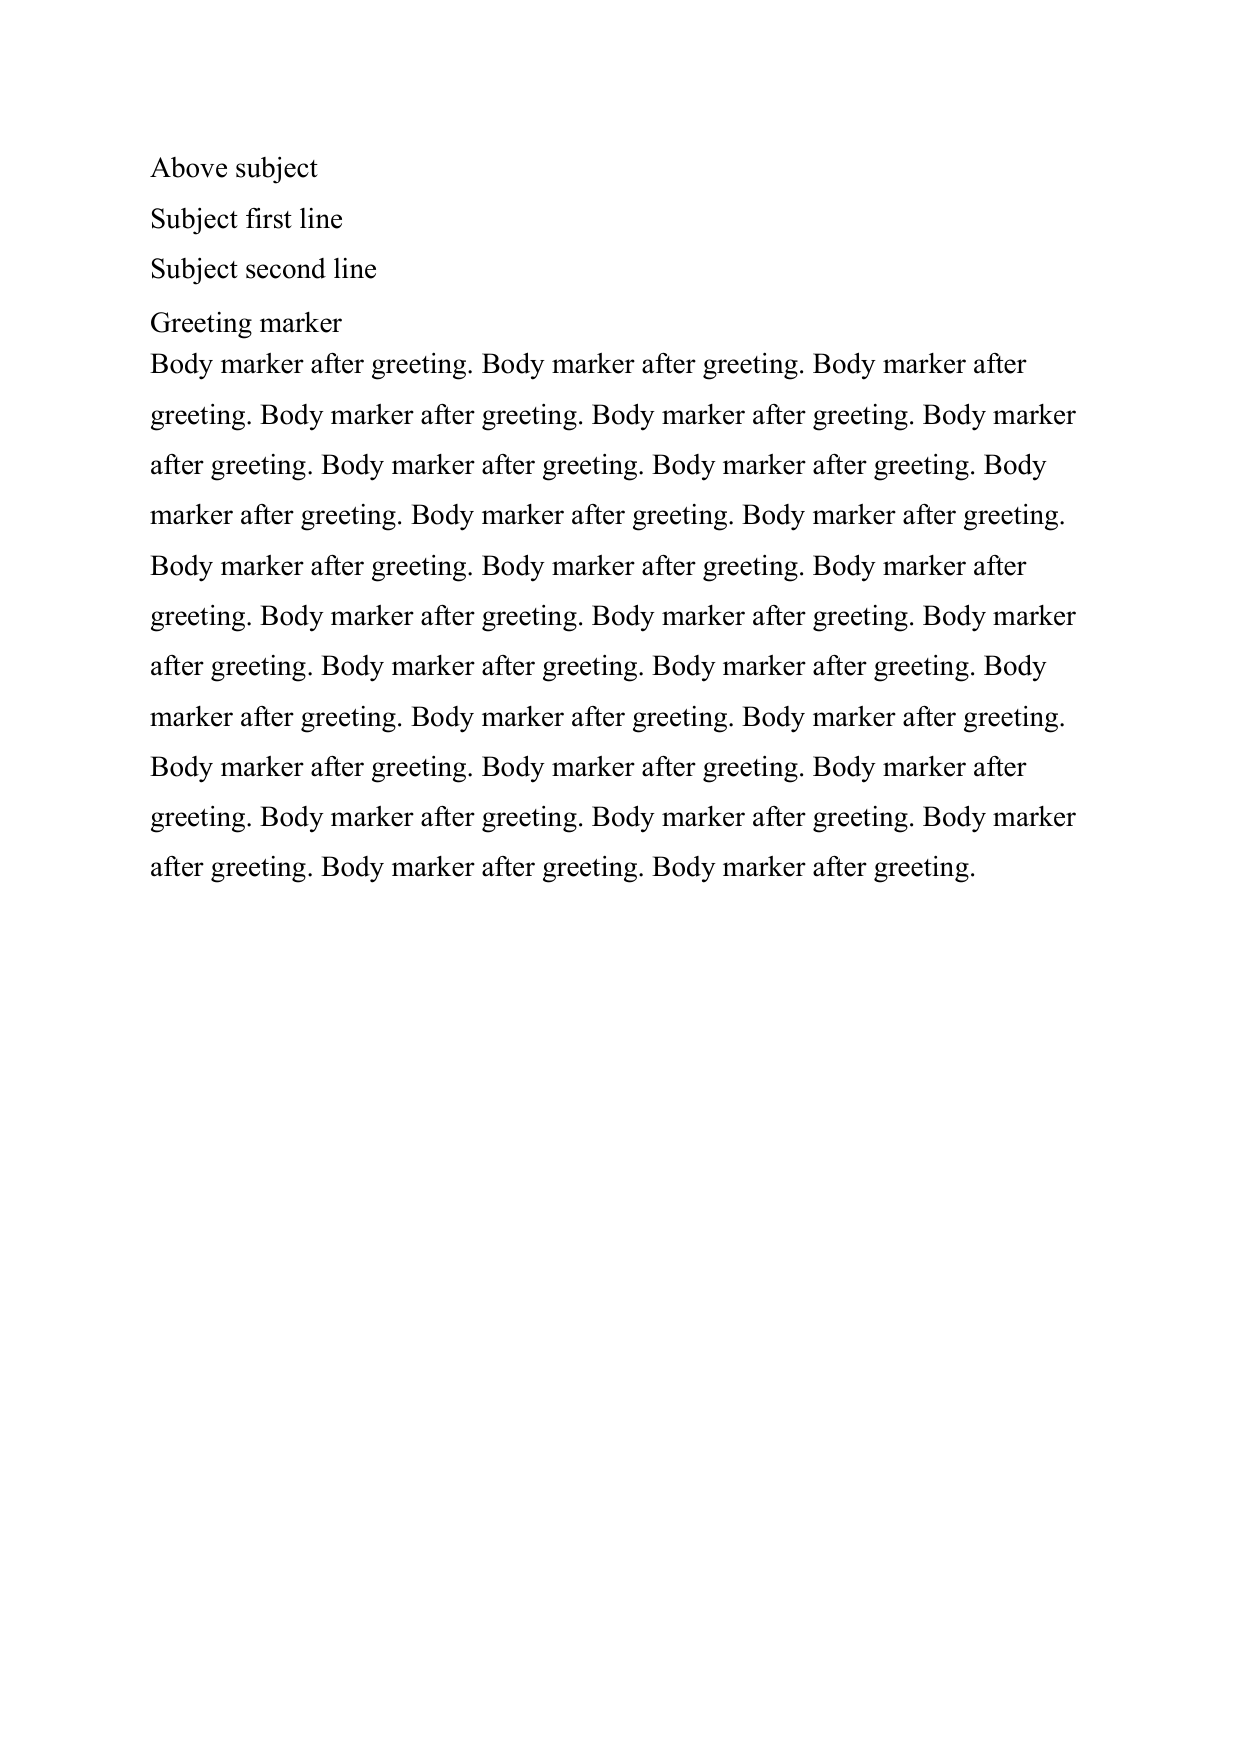 Above subject
Subject first line
Subject second line
Greeting marker
Body marker after greeting. Body marker after greeting. Body marker after
greeting. Body marker after greeting. Body marker after greeting. Body marker
after greeting. Body marker after greeting. Body marker after greeting. Body
marker after greeting. Body marker after greeting. Body marker after greeting.
Body marker after greeting. Body marker after greeting. Body marker after
greeting. Body marker after greeting. Body marker after greeting. Body marker
after greeting. Body marker after greeting. Body marker after greeting. Body
marker after greeting. Body marker after greeting. Body marker after greeting.
Body marker after greeting. Body marker after greeting. Body marker after
greeting. Body marker after greeting. Body marker after greeting. Body marker
after greeting. Body marker after greeting. Body marker after greeting.